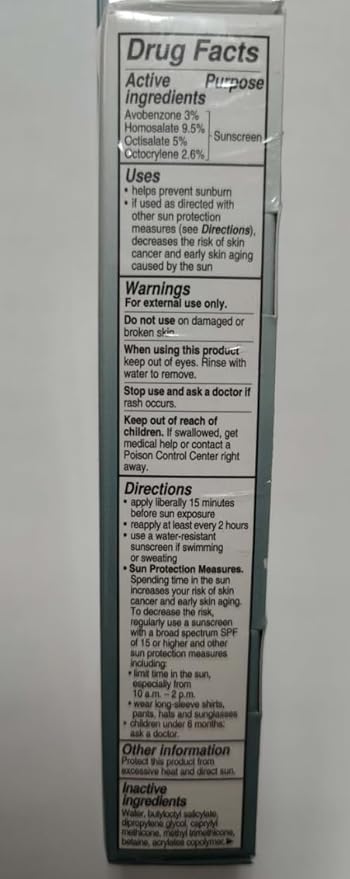 Drug Facts
Active Purpose
ingredients
Avobenzone 3%
Homosalate 9.5%
Octisalate 5% Sunscreen
Octocrylene 2.6%
Uses
• helps prevent sunburn
• if used as directed with
other sun protection
measures (see Directions),
decreases the risk of skin
cancer and early skin aging
caused by the sun
Warnings
For external use only.
Do not use on damaged or
broken skin.
When using this product
keep out of eyes. Rinse with
water to remove.
Stop use and ask a doctor if
rash occurs.
Keep out of reach of
children. If swallowed, get
medical help or contact a
Poison Control Center right
away.
Directions
• apply liberally 15 minutes
before sun exposure
• reapply at least every 2 hours
• use a water-resistant
sunscreen if swimming
or sweating
• Sun Protection Measures.
Spending time in the sun
increases your risk of skin
cancer and early skin aging.
To decrease the risk,
regularly use a sunscreen
with a broad spectrum SPF
of 15 or higher and other
sun protection measures
including:
• limit time in the sun,
especially from
10 a.m. – 2 p.m.
• wear long-sleeve shirts,
pants, hats and sunglasses
• children under 6 months:
ask a doctor.
Other information
Protect this product from
excessive heat and direct sun.
Inactive
ingredients
Water, butyloctyl salicylate,
dipropylene glycol, caprylyl
methicone, methyl trimethicone,
betaine, acrylates copolymer,►